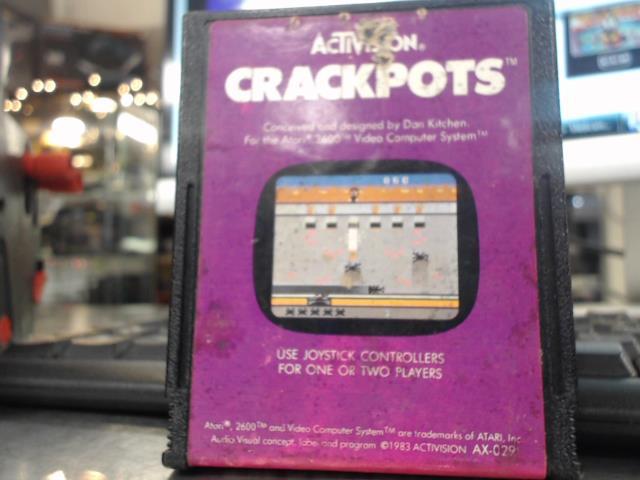 ACTIVISION®
CRACKPOTS™
Conceived and designed by Dan Kitchen.
For the Atari® 2600™ Video Computer System™
USE JOYSTICK CONTROLLERS
FOR ONE OR TWO PLAYERS
Atari®, 2600™ and Video Computer System™ are trademarks of ATARI, Inc
Audio Visual concept, label and program ©1983 ACTIVISION AX-029